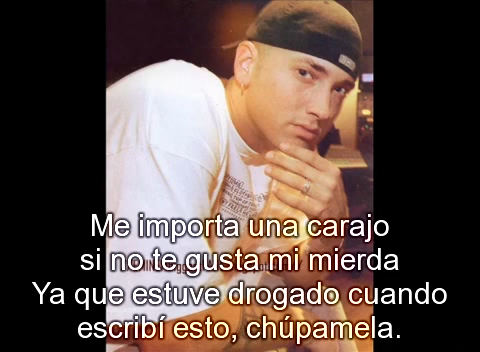 Me importa una carajo
si no te gusta mi mierda
Ya que estuve drogado cuando
escribí esto, chúpamela.